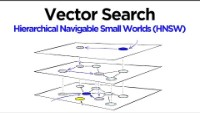 Vector Search
Hierarchical Navigable Small Worlds (HNSW)